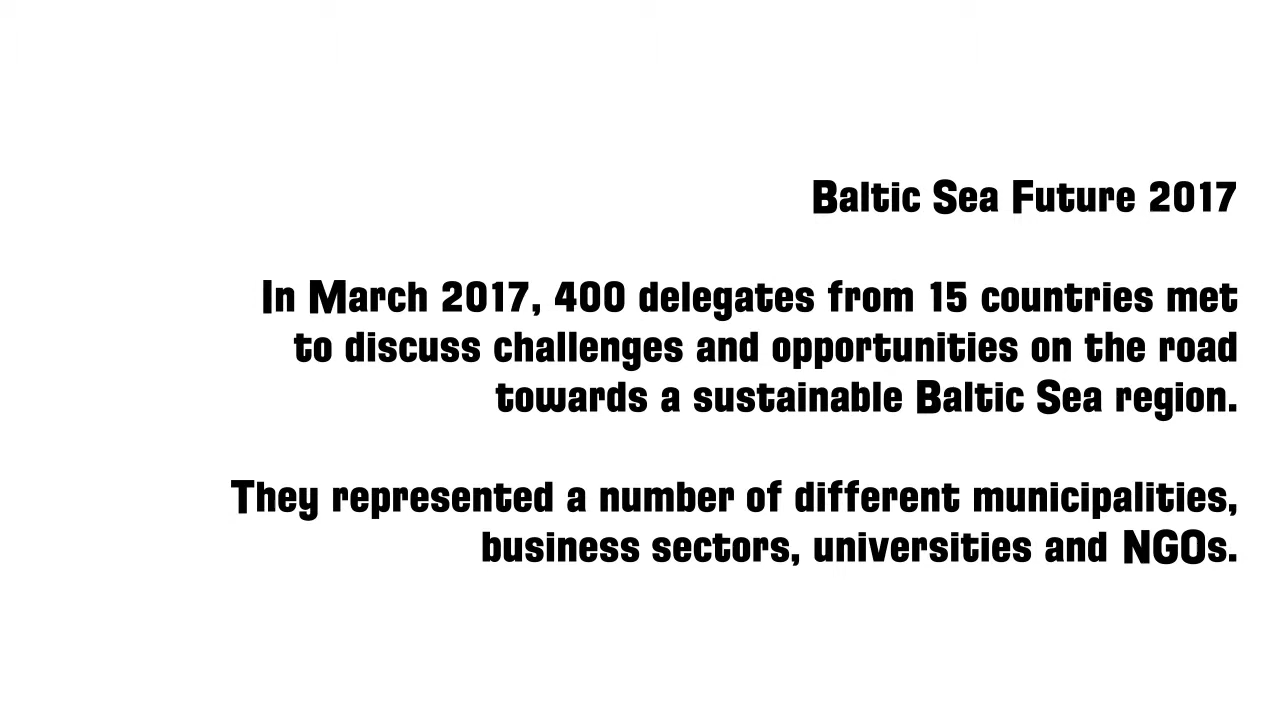 Baltic Sea Future 2017
In March 2017, 400 delegates from 15 countries met
to discuss challenges and opportunities on the road
towards a sustainable Baltic Sea region.
They represented a number of different municipalities,
business sectors, universities and NGOs.